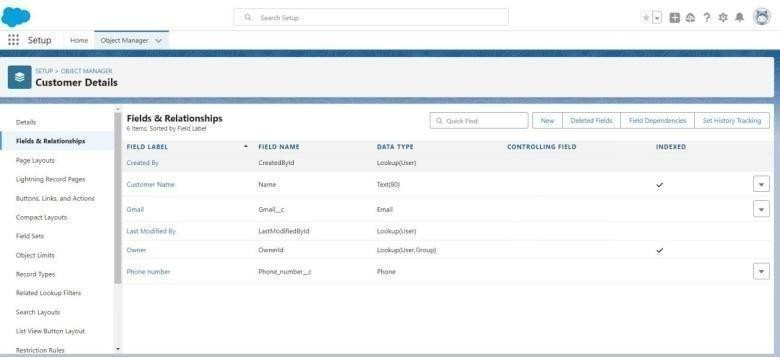 Search Setup
Setup
Home
Object Manager
SETUP > OBJECT MANAGER
Customer Details
Details
Fields & Relationships
Page Layouts
Lightning Record Pages
Buttons, Links, and Actions
Compact Layouts
Field Sets
Object Limits
Record Types
Related Lookup Filters
Search Layouts
List View Button Layout
Restriction Rules
Fields & Relationships
6 Items, Sorted by Field Label
Quick Find
New
Deleted Fields
Field Dependencies
Set History Tracking
FIELD LABEL FIELD NAME DATA TYPE CONTROLLING FIELD INDEXED
Created By CreatedById Lookup(User)
Customer Name Name Text(80)
Gmail Gmail__c Email
Last Modified By LastModifiedById Lookup(User)
Owner OwnerId Lookup(User,Group)
Phone number Phone_number__c Phone